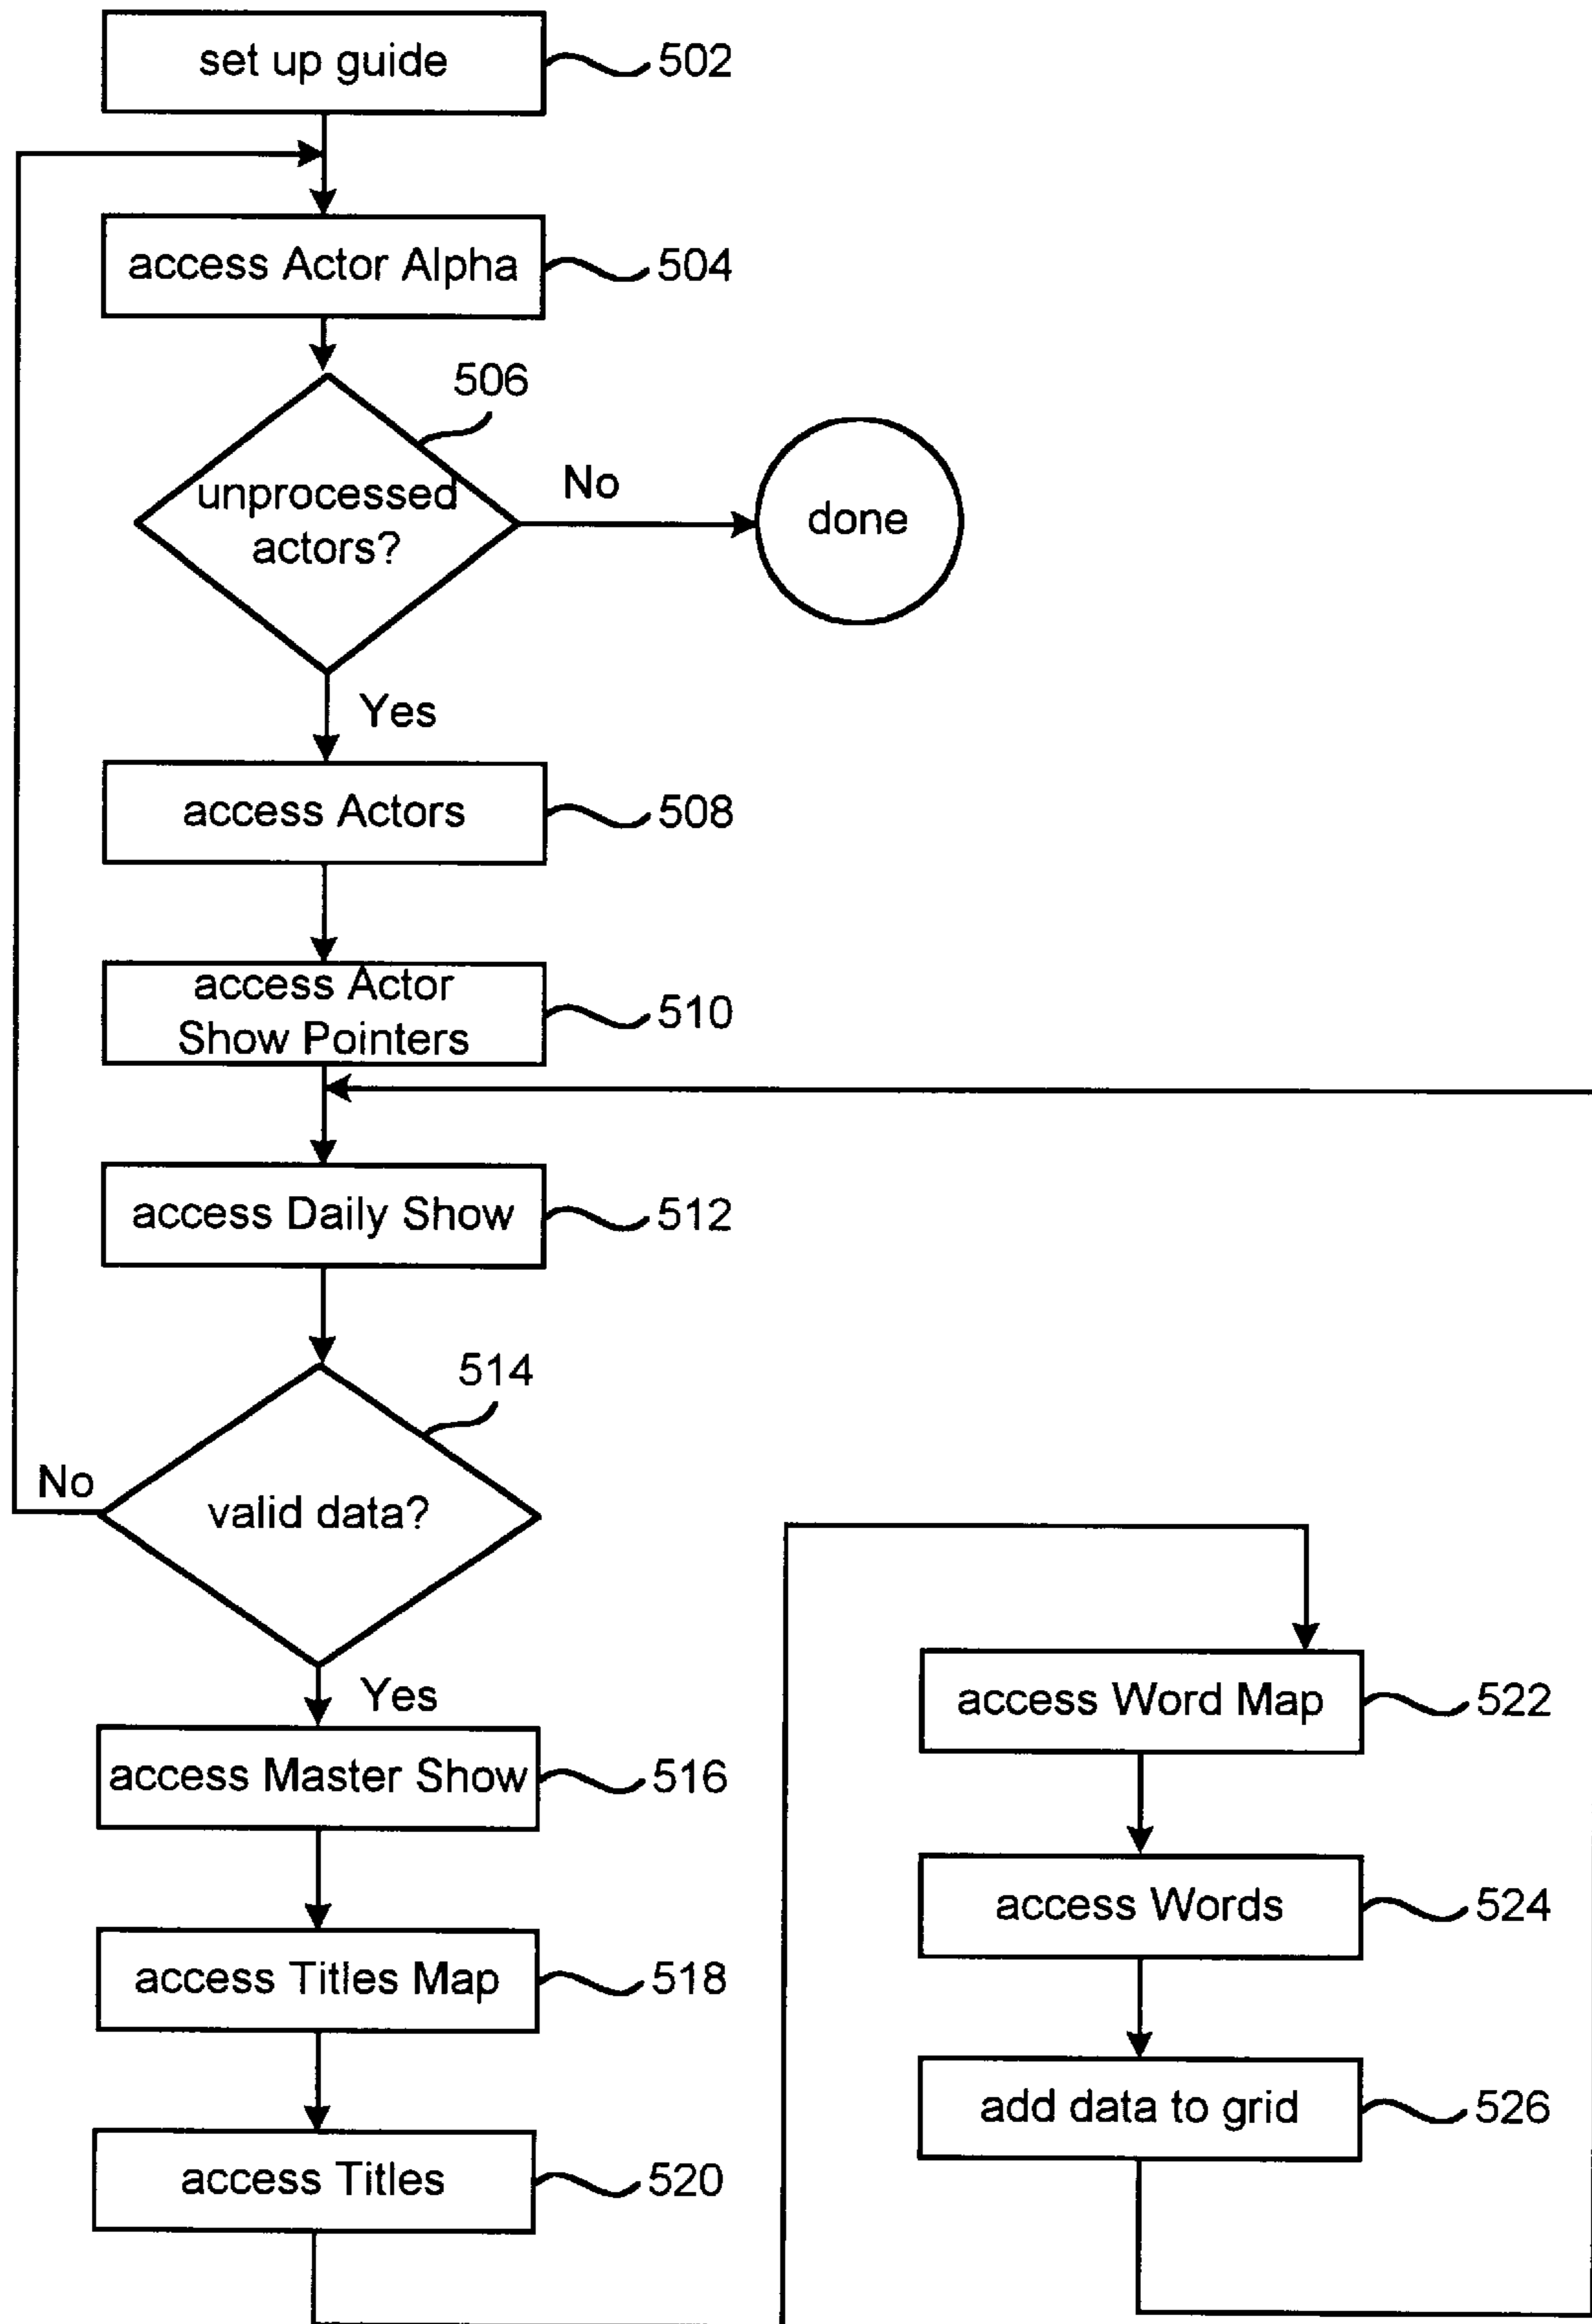 set up guide
502
access Actor Alpha
504
506
unprocessed
actors?
No
done
Yes
access Actors
508
access Actor
Show Pointers
510
access Daily Show
512
514
valid data?
No
Yes
access Master Show
516
access Titles Map
518
access Titles
520
access Word Map
522
access Words
524
add data to grid
526